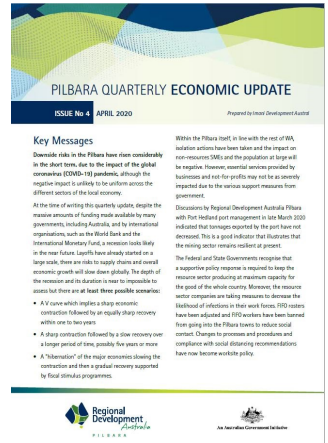 PILBARA QUARTERLY ECONOMIC UPDATE
ISSUE No 4 APRIL 2020
Prepared by Imani Development Austral
Key Messages
Downside risks in the Pilbara have risen considerably
in the short term, due to the impact of the global
coronavirus (COVID-19) pandemic, although the
negative impact is unlikely to be uniform across the
different sectors of the local economy.
At the time of writing this quarterly update, despite the
massive amounts of funding made available by many
governments, including Australia, and by international
organisations, such as the World Bank and the
International Monetary Fund, a recession looks likely
in the near future. Layoffs have already started on a
large scale, there are risks to supply chains and overall
economic growth will slow down globally. The depth of
the recession and its duration is near to impossible to
assess but there are at least three possible scenarios:
• A V curve which implies a sharp economic
contraction followed by an equally sharp recovery
within one to two years
• A sharp contraction followed by a slow recovery over
a longer period of time, possibly five years or more
• A "hibernation" of the major economies slowing the
contraction and then a gradual recovery supported
by fiscal stimulus programmes.
Within the Pilbara itself, in line with the rest of WA,
isolation actions have been taken and the impact on
non-resources SMEs and the population at large will
be negative. However, essential services provided by
businesses and not-for-profits may not be as severely
impacted due to the various support measures from
government.
Discussions by Regional Development Australia Pilbara
with Port Hedland port management in late March 2020
indicated that tonnages exported by the port have not
decreased. This is a good indicator that illustrates that
the mining sector remains resilient at present.
The Federal and State Governments recognise that
a supportive policy response is required to keep the
resource sector producing at maximum capacity for
the good of the whole country. Moreover, the resource
sector companies are taking measures to decrease the
likelihood of infections in their work forces. FIFO rosters
have been adjusted and FIFO workers have been banned
from going into the Pilbara towns to reduce social
contact. Changes to processes and procedures and
compliance with social distancing recommendations
have now become worksite policy.
Regional
Development
Australia
PILBARA
An Australian Government Initiative